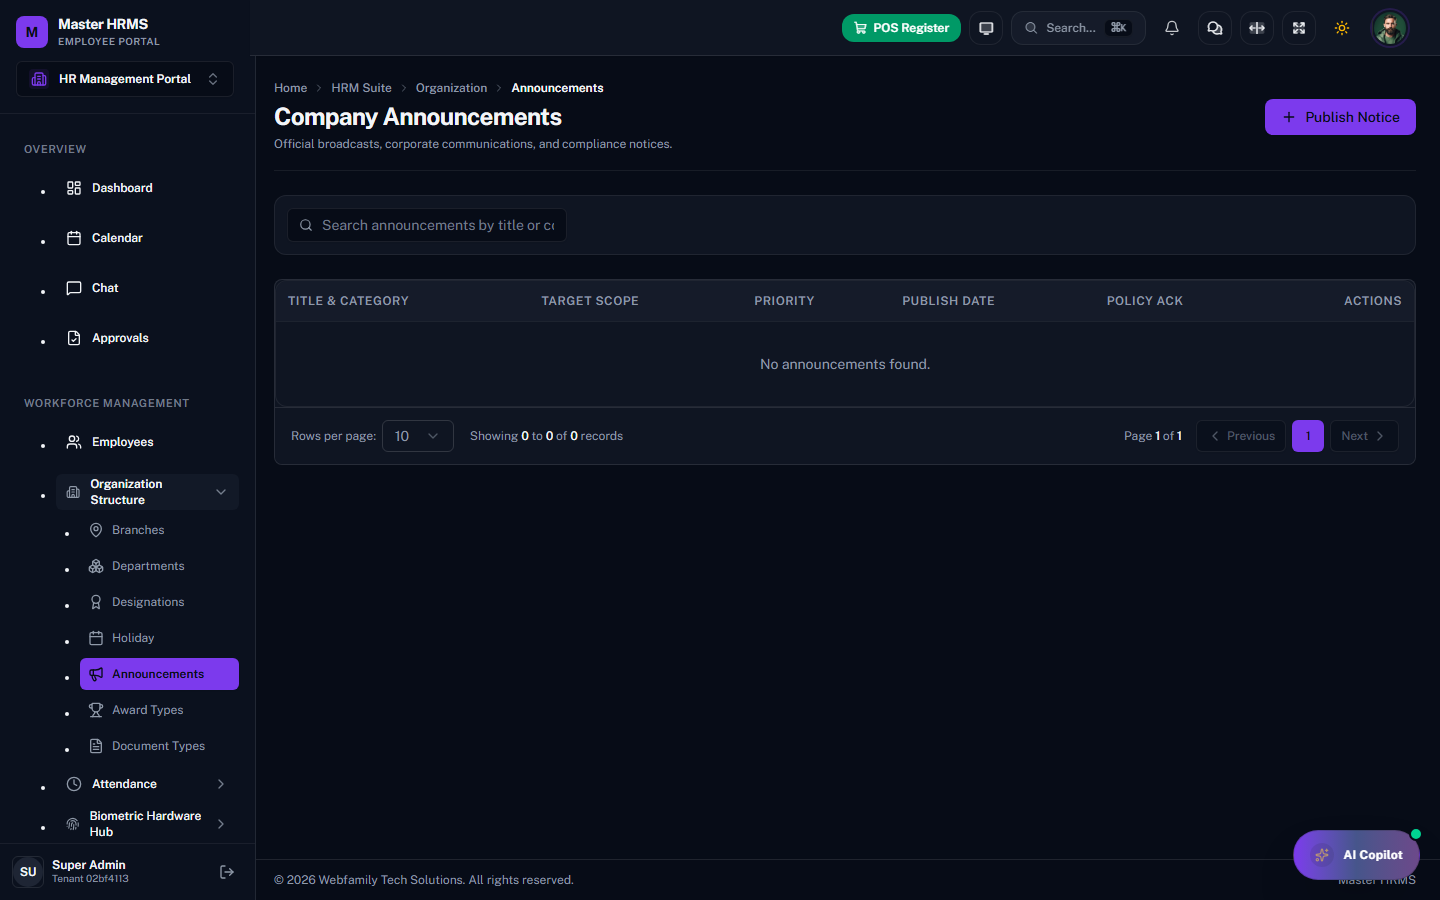 M
Master HRMS
EMPLOYEE PORTAL
HR Management Portal
OVERVIEW
Dashboard
Calendar
Chat
Approvals
WORKFORCE MANAGEMENT
Employees
Organization
Structure
Branches
Departments
Designations
Holiday
Announcements
Award Types
Document Types
Attendance
Biometric Hardware
Hub
SU
Super Admin
Tenant 02bf4113
POS Register
Search... ⌘K
Home > HRM Suite > Organization > Announcements
Company Announcements
Official broadcasts, corporate communications, and compliance notices.
Publish Notice
Search announcements by title or co
TITLE & CATEGORY TARGET SCOPE PRIORITY PUBLISH DATE POLICY ACK ACTIONS
No announcements found.
Rows per page: 10 Showing 0 to 0 of 0 records Page 1 of 1 Previous 1 Next
AI Copilot
© 2026 Webfamily Tech Solutions. All rights reserved. Master HRMS